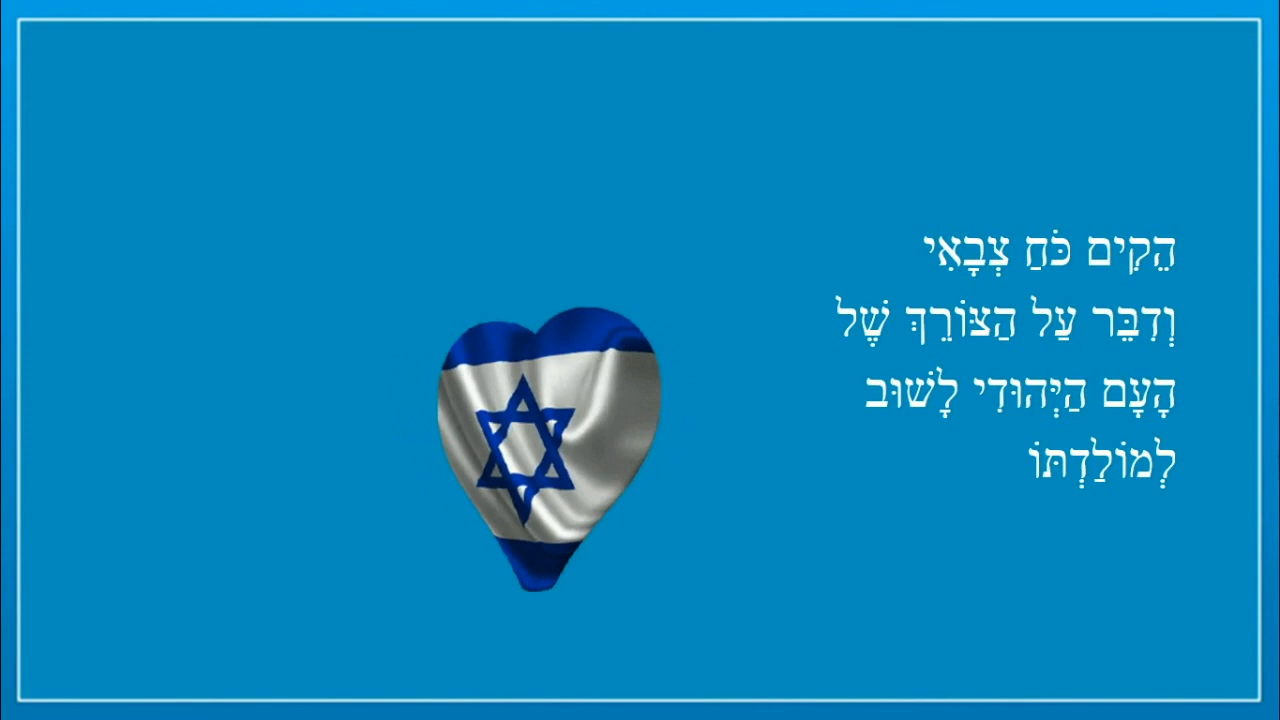 הֵקִים כֹּחַ צְבָאִי
וְדִבֵּר עַל הַצּוֹרֵךְ שֶׁל
הָעָם הַיְּהוּדִי לָשׁוּב
לְמוֹלַדְתּוֹ